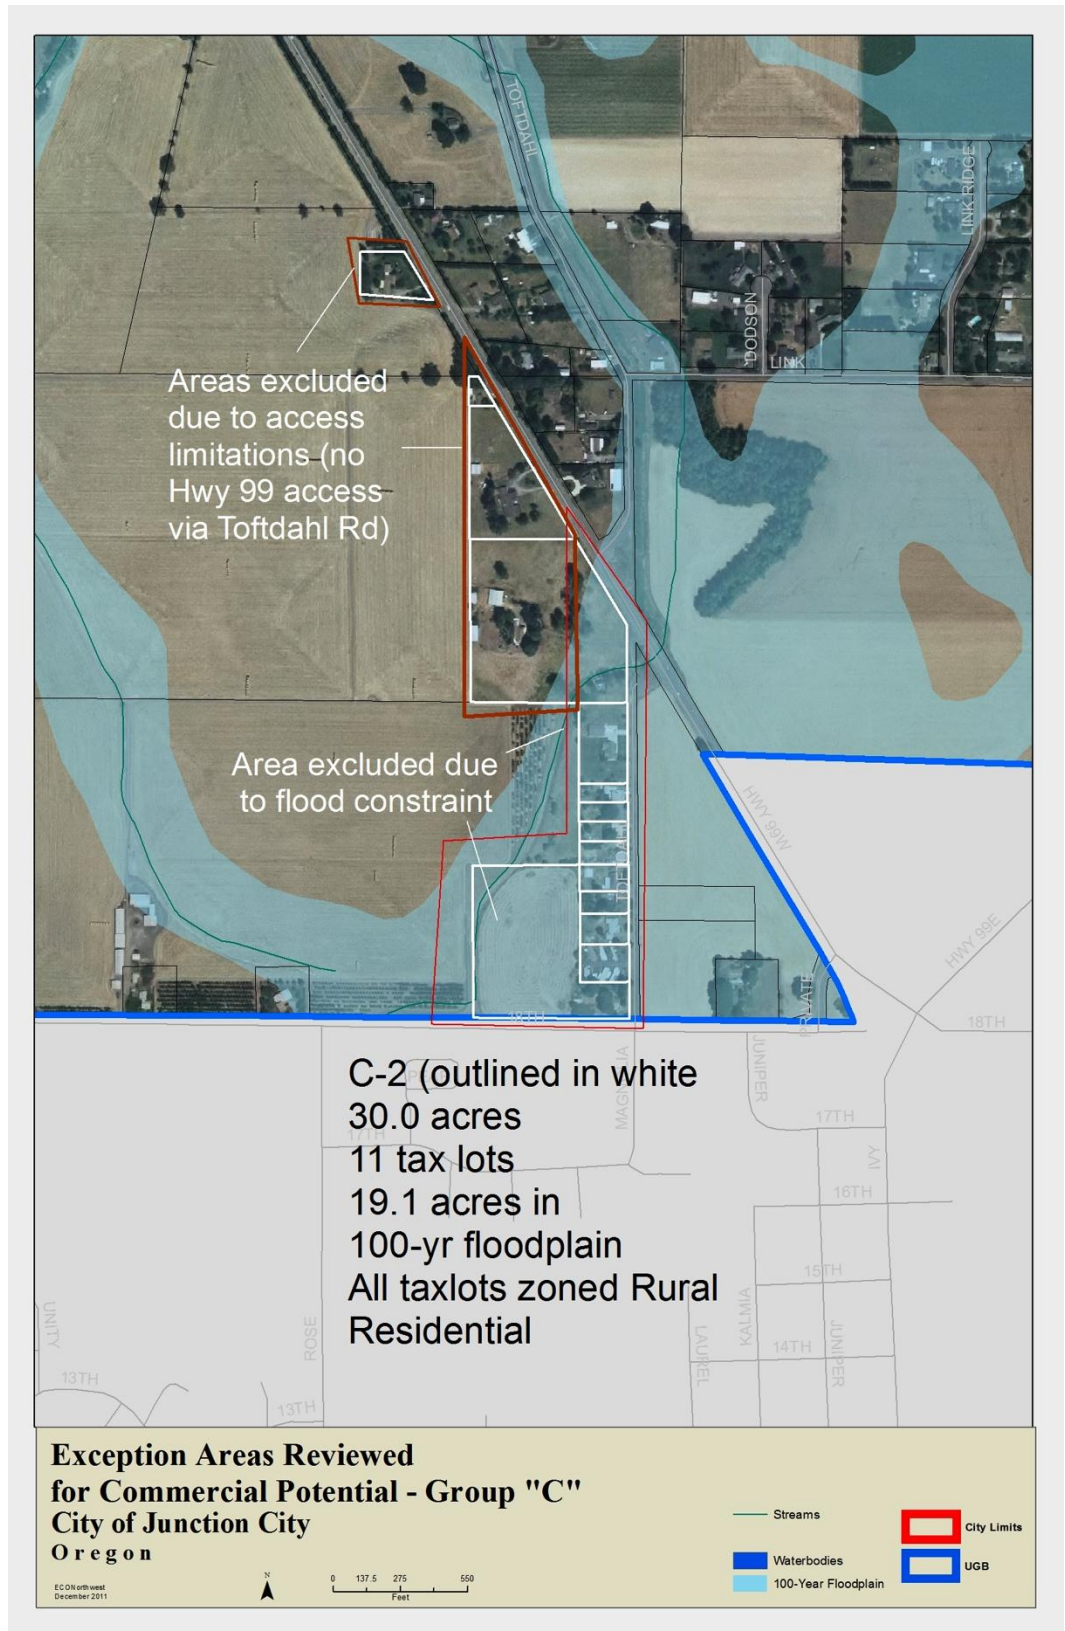 TOFTDAHL
LINK RIDGE
DODSON
LINK
Areas excluded
due to access
limitations (no
Hwy 99 access
via Toftdahl Rd)
Area excluded due
to flood constraint
HWY 99W
HWY 99E
PRIVATE
18TH
18TH
C-2 (outlined in white
30.0 acres
11 tax lots
19.1 acres in
100-yr floodplain
All taxlots zoned Rural
Residential
MAGNOLIA
JUNIPER
17TH
17TH
IVY
16TH
15TH
14TH
KALMIA
LAUREL
JUNIPER
UNITY
ROSE
13TH
13TH
Exception Areas Reviewed
for Commercial Potential - Group "C"
City of Junction City
Oregon
ECONorthwest
December 2011
N
0 137.5 275 550
Feet
Streams
Waterbodies
100-Year Floodplain
City Limits
UGB